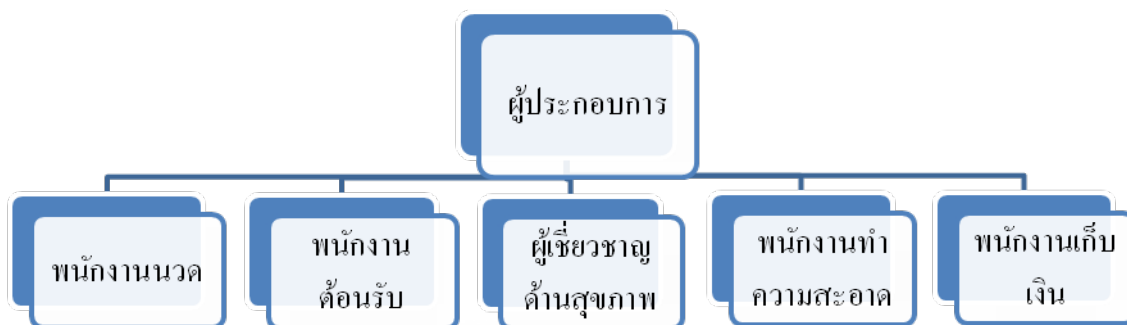 ผู้ประกอบการ
พนักงานนวด
พนักงาน
ต้อนรับ
ผู้เชี่ยวชาญ
ด้านสุขภาพ
พนักงานทำ
ความสะอาด
พนักงานเก็บ
เงิน